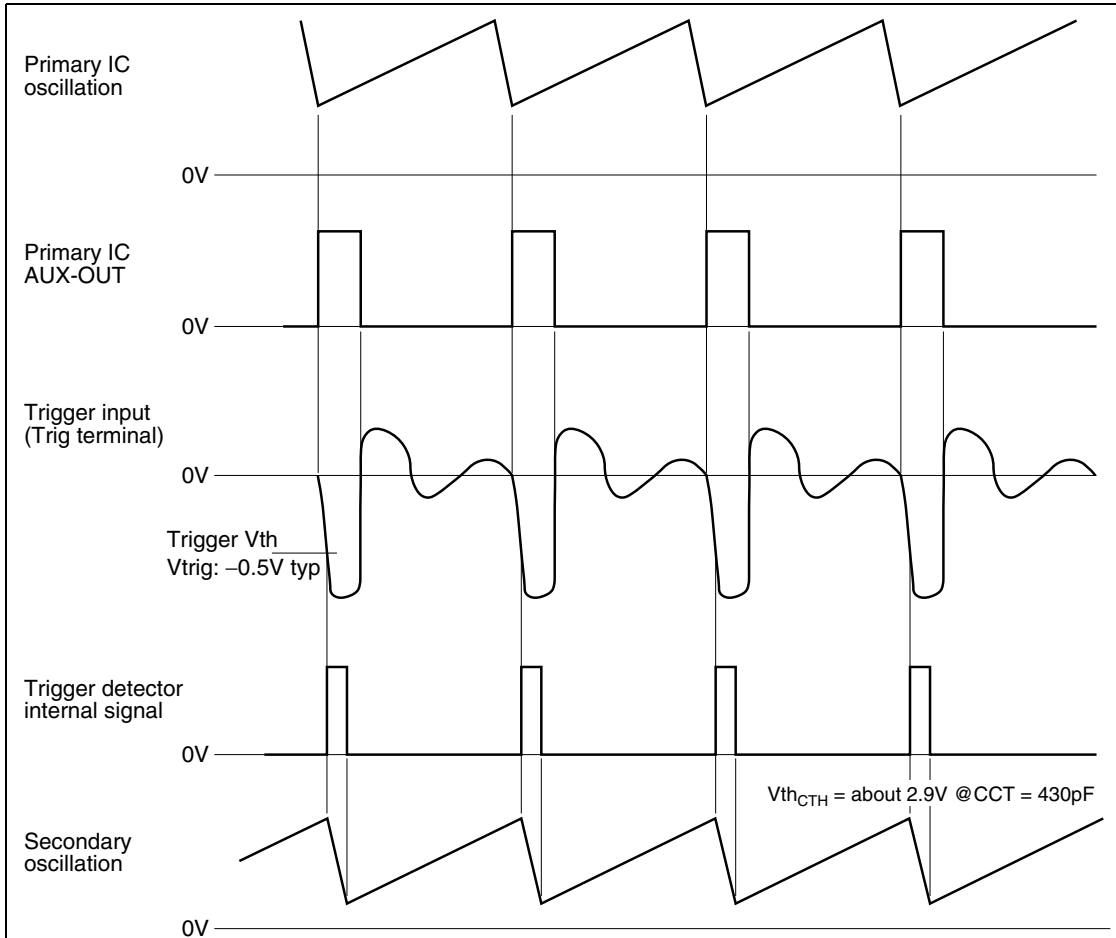 Primary IC
oscillation
0V
Primary IC
AUX-OUT
0V
Trigger input
(Trig terminal)
0V
Trigger Vth
Vtrig: −0.5V typ
Trigger detector
internal signal
0V
VthCTH = about 2.9V @CCT = 430pF
Secondary
oscillation
0V